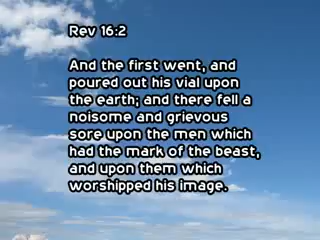 Rev 16:2
And the first went, and
poured out his vial upon
the earth; and there fell a
noisome and grievous
sore upon the men which
had the mark of the beast,
and upon them which
worshipped his image.